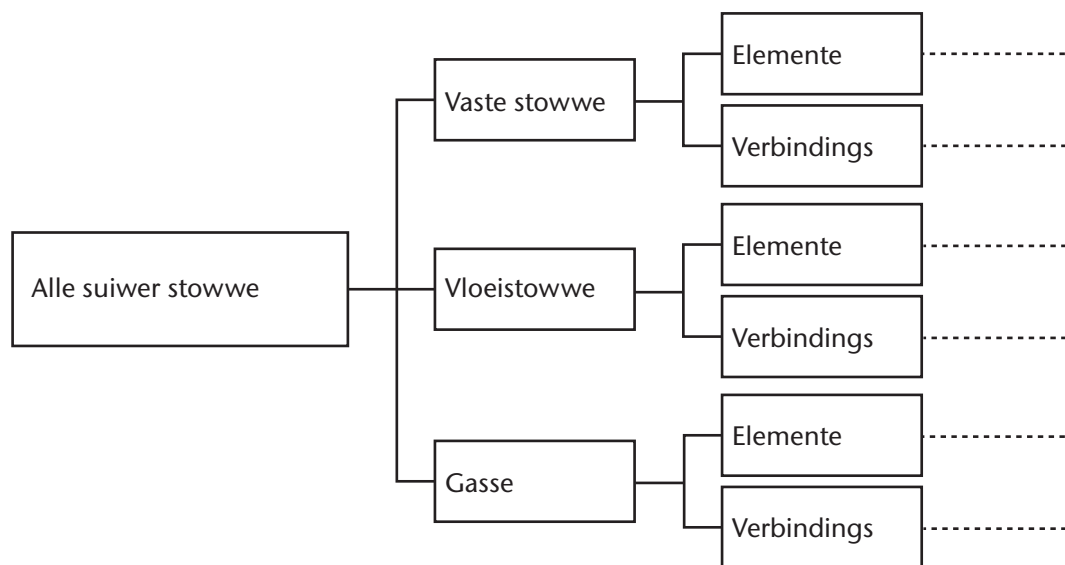 Elemente
Vaste stowwe
Verbindings
Elemente
Alle suiwer stowwe
Vloeistowwe
Verbindings
Elemente
Gasse
Verbindings